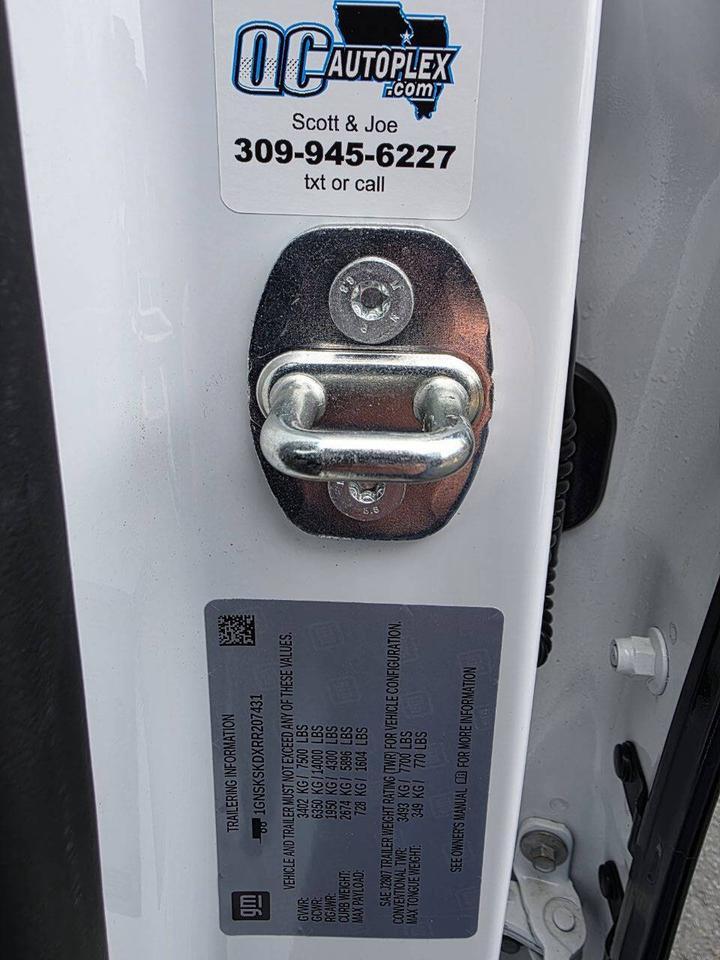 QC AUTOPLEX
.com
Scott & Joe
309-945-6227
txt or call
TRAILERING INFORMATION
1GNSKSKDXRR207431
VEHICLE AND TRAILER MUST NOT EXCEED ANY OF THESE VALUES.
GVWR: 3402 KG / 7500 LBS
GCWR: 6350 KG / 14000 LBS
RGAWR: 1950 KG / 4300 LBS
CURB WEIGHT: 2674 KG / 5896 LBS
MAX PAYLOAD: 728 KG / 1604 LBS
SAE J2807 TRAILER WEIGHT RATING (TWR) FOR VEHICLE CONFIGURATION.
CONVENTIONAL TWR: 3493 KG / 7700 LBS
MAX TONGUE WEIGHT: 349 KG / 770 LBS
SEE OWNER'S MANUAL FOR MORE INFORMATION
gm